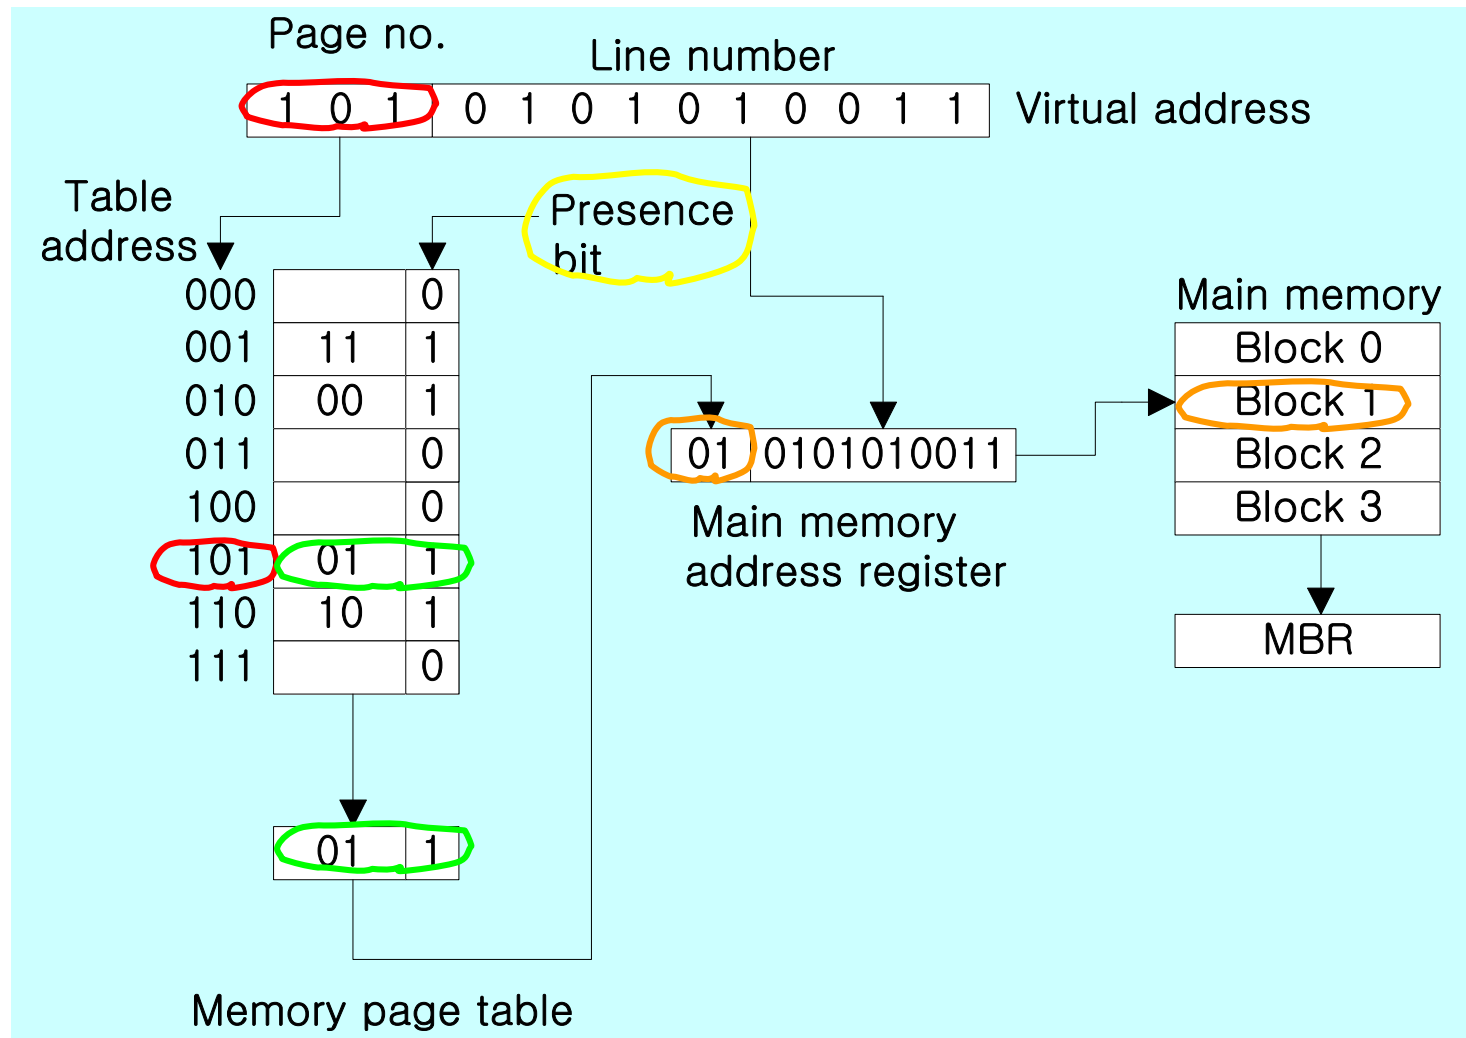 Page no.
Line number
1 0 1 0 1 0 1 0 1 0 0 1 1
Virtual address
Table
address
Presence
bit
000 0
001 11 1
010 00 1
011 0
100 0
101 01 1
110 10 1
111 0
01 1
Memory page table
01 0101010011
Main memory
address register
Main memory
Block 0
Block 1
Block 2
Block 3
MBR